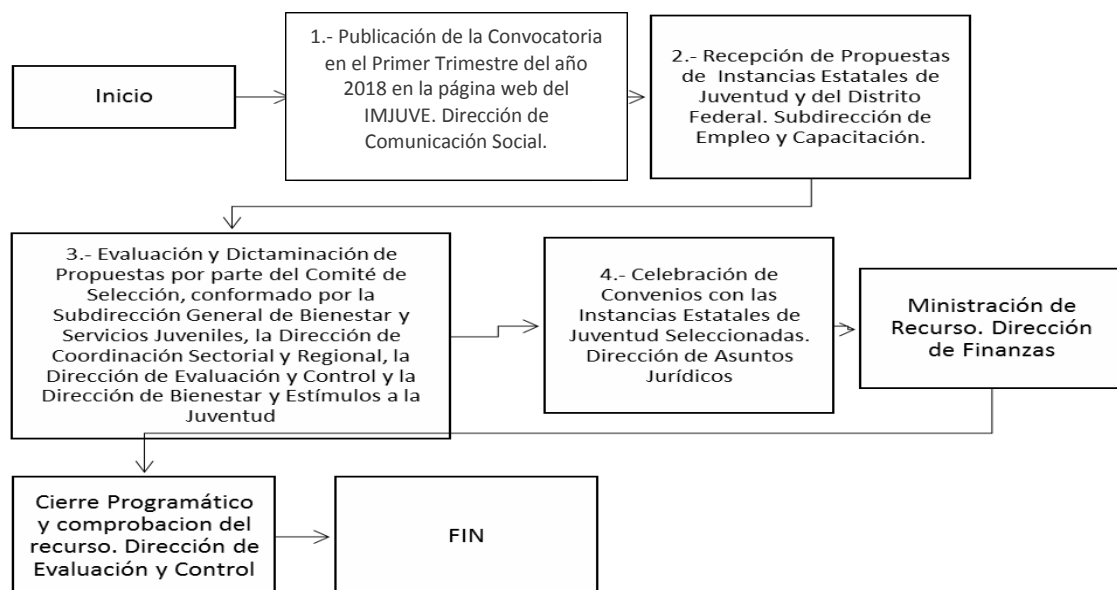 Inicio
1.- Publicación de la Convocatoria
en el Primer Trimestre del año
2018 en la página web del
IMJUVE. Dirección de
Comunicación Social.
2.- Recepción de Propuestas
de Instancias Estatales de
Juventud y del Distrito
Federal. Subdirección de
Empleo y Capacitación.
3.- Evaluación y Dictaminación de
Propuestas por parte del Comité de
Selección, conformado por la
Subdirección General de Bienestar y
Servicios Juveniles, la Dirección de
Coordinación Sectorial y Regional, la
Dirección de Evaluación y Control y la
Dirección de Bienestar y Estímulos a la
Juventud
4.- Celebración de
Convenios con las
Instancias Estatales de
Juventud Seleccionadas.
Dirección de Asuntos
Jurídicos
Ministración de
Recurso. Dirección
de Finanzas
Cierre Programático
y comprobacion del
recurso. Dirección de
Evaluación y Control
FIN